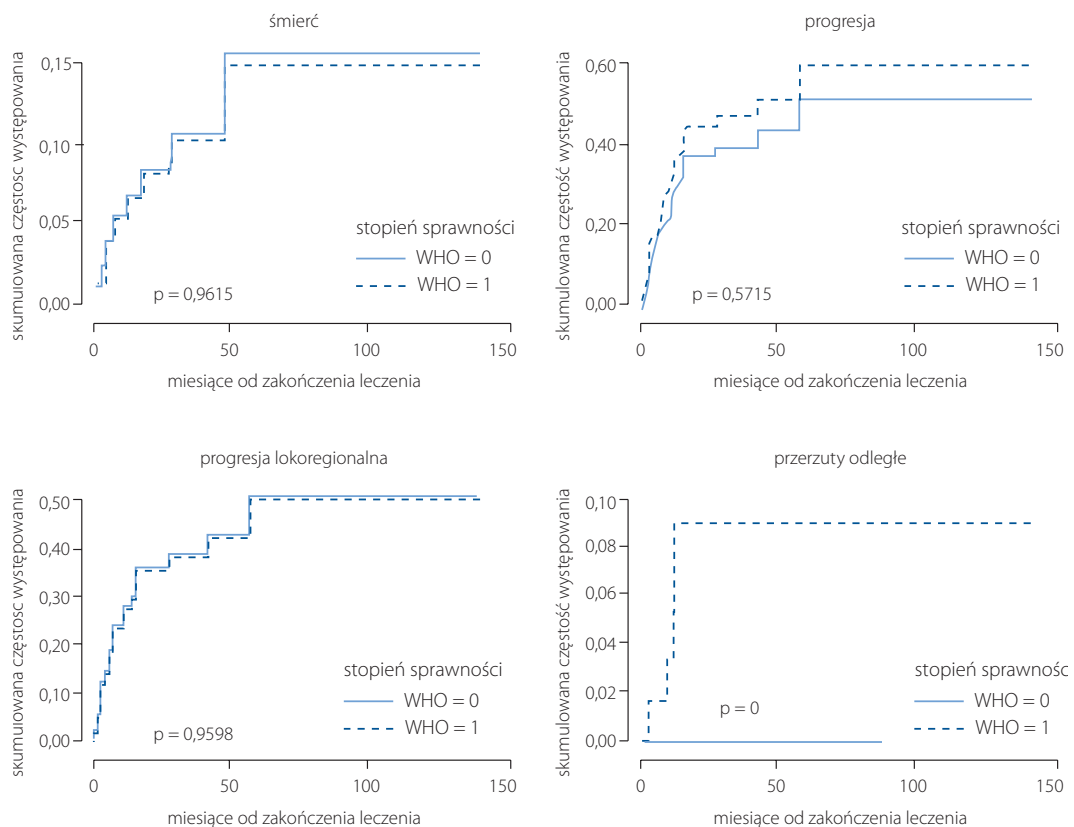 śmierć
skumulowana częstosc występowania
0,15
0,10
0,05
0,00
stopień sprawności
WHO = 0
WHO = 1
p = 0,9615
0 50 100 150
miesiące od zakończenia leczenia
progresja
skumulowana częstość występowania
0,60
0,40
0,20
0,00
stopień sprawności
WHO = 0
WHO = 1
p = 0,5715
0 50 100 150
miesiące od zakończenia leczenia
progresja lokoregionalna
skumulowana częstosc występowania
0,50
0,40
0,30
0,20
0,10
0,00
stopień sprawności
WHO = 0
WHO = 1
p = 0,9598
0 50 100 150
miesiące od zakończenia leczenia
przerzuty odległe
skumulowana częstość występowania
0,10
0,08
0,06
0,04
0,02
0,00
stopień sprawnośc
WHO = 0
WHO = 1
p = 0
0 50 100 150
miesiące od zakończenia leczenia